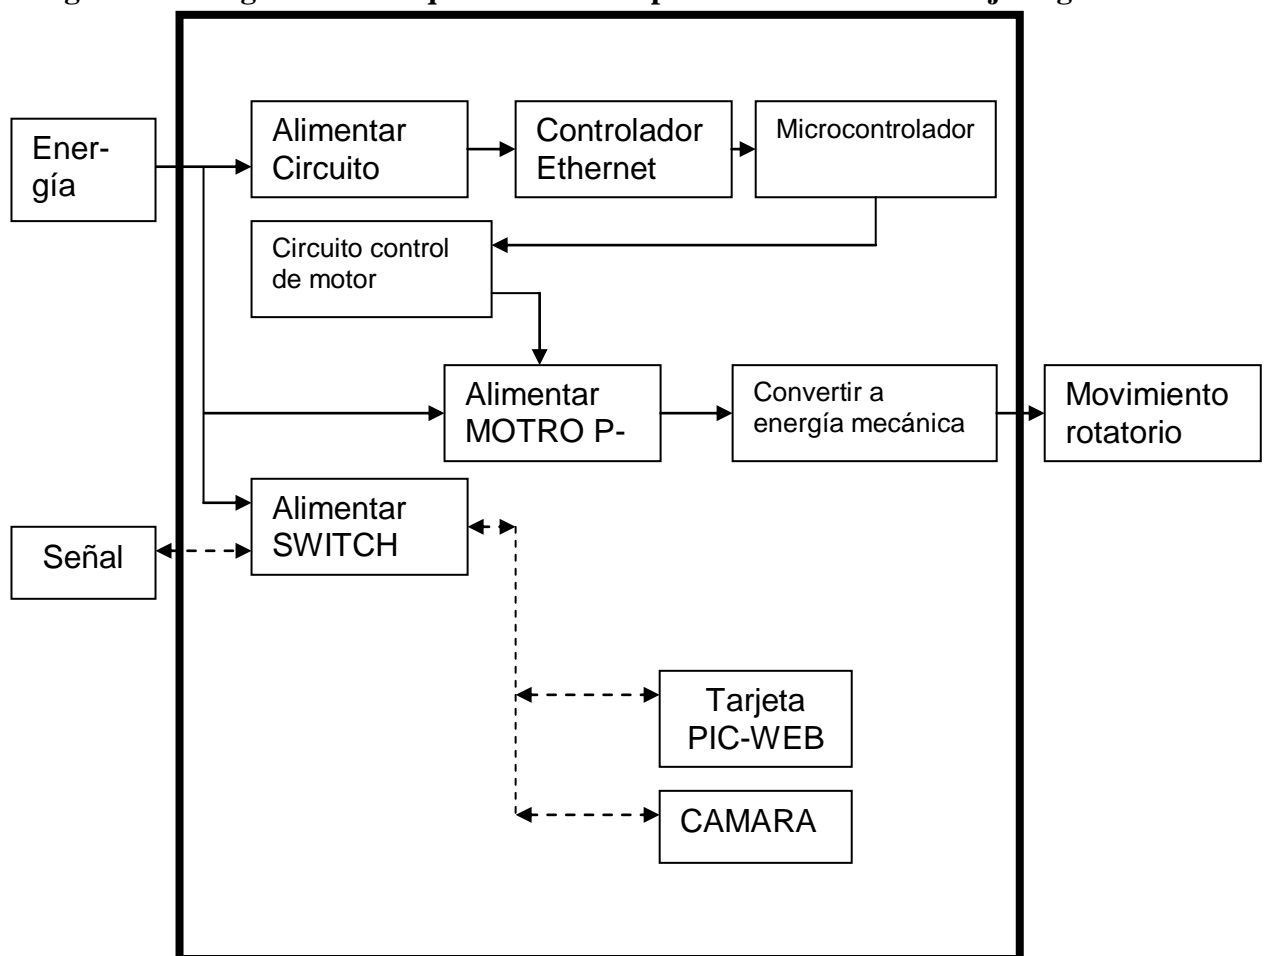 Ener-
gía
Alimentar
Circuito
Controlador
Ethernet
Microcontrolador
Circuito control
de motor
Alimentar
MOTRO P-
Convertir a
energía mecánica
Movimiento
rotatorio
Alimentar
SWITCH
Señal
Tarjeta
PIC-WEB
CAMARA